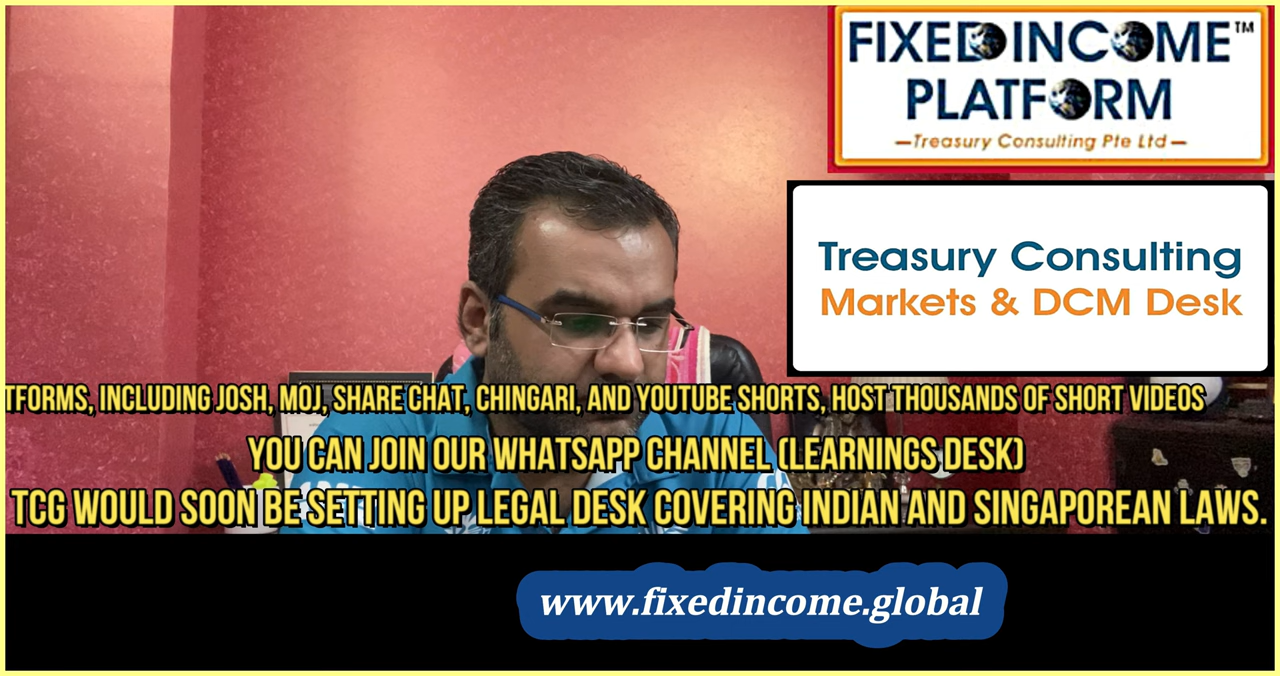 FIXED INCOME™
PLATFORM
Treasury Consulting Pte Ltd
Treasury Consulting
Markets & DCM Desk
TFORMS, INCLUDING JOSH, MOJ, SHARE CHAT, CHINGARI, AND YOUTUBE SHORTS, HOST THOUSANDS OF SHORT VIDEOS
YOU CAN JOIN OUR WHATSAPP CHANNEL (LEARNINGS DESK)
TCG WOULD SOON BE SETTING UP LEGAL DESK COVERING INDIAN AND SINGAPOREAN LAWS.
www.fixedincome.global